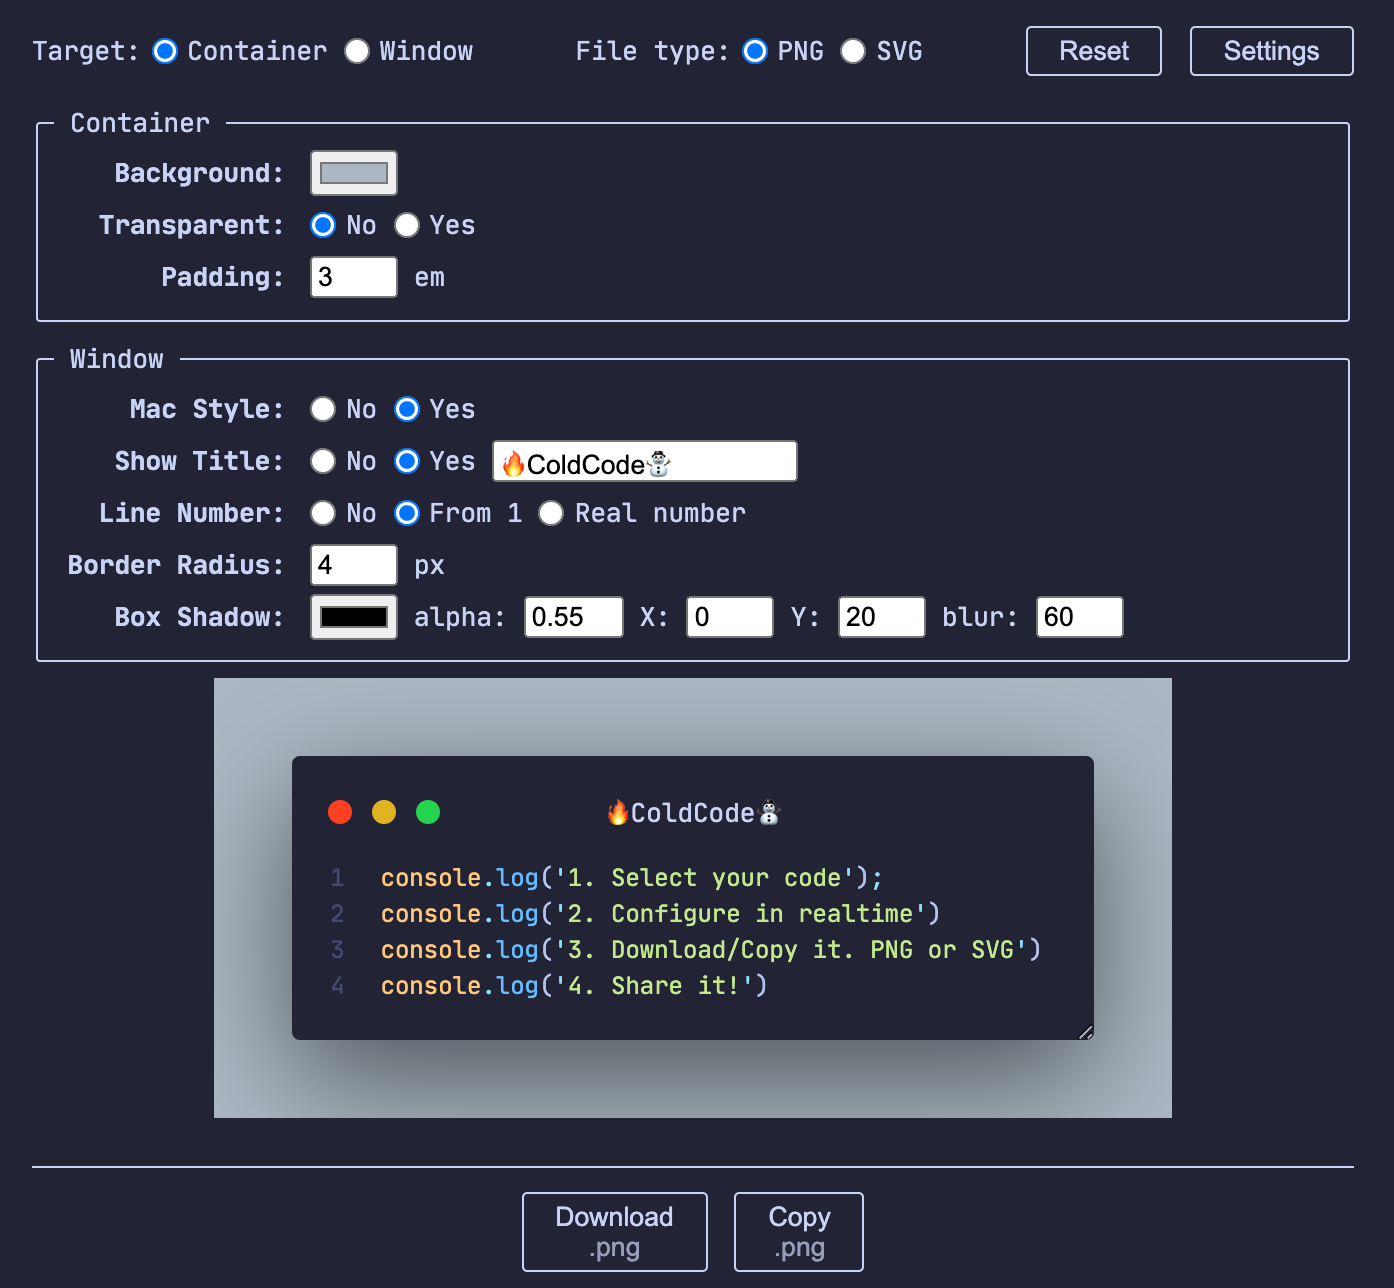 Target: Container Window File type: PNG SVG Reset Settings
Container
Background:
Transparent: No Yes
Padding: 3 em
Window
Mac Style: No Yes
Show Title: No Yes 🔥ColdCode⛄
Line Number: No From 1 Real number
Border Radius: 4 px
Box Shadow: alpha: 0.55 X: 0 Y: 20 blur: 60
🔥ColdCode⛄
1 console.log('1. Select your code');
2 console.log('2. Configure in realtime')
3 console.log('3. Download/Copy it. PNG or SVG')
4 console.log('4. Share it!')
Download Copy
.png .png